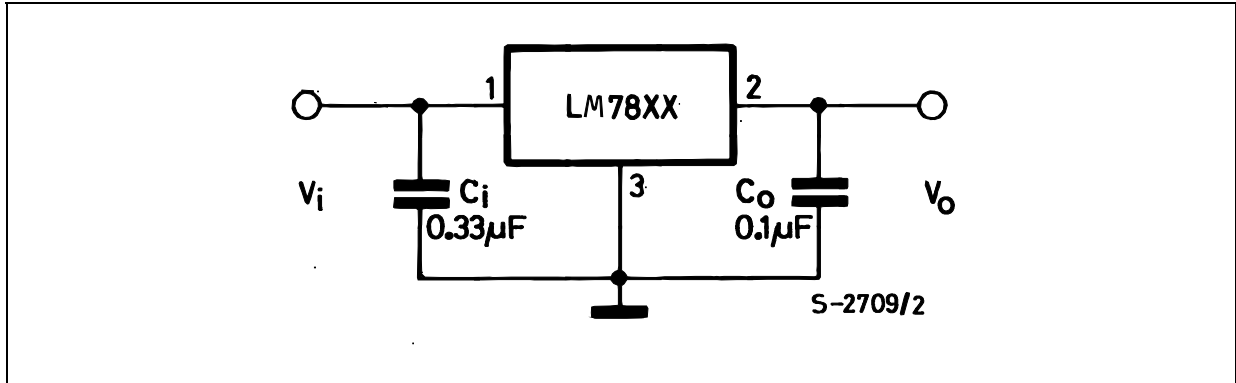 1
LM78XX
2
3
Vi
Ci
0.33µF
Co
0.1µF
Vo
S-2709/2